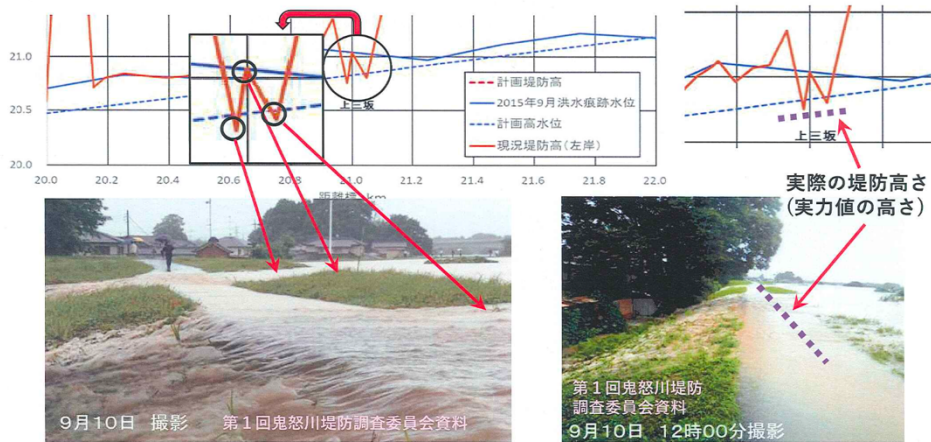 21.0
20.5
20.0
20.0
20.2
20.4
20.6
20.8
21.0
21.2
21.4
21.6
21.8
22.0
上三坂
計画堤防高
2015年9月洪水痕跡水位
計画高水位
現況堤防高(左岸)
上三坂
実際の堤防高さ
(実力値の高さ)
9月10日 撮影
第1回鬼怒川堤防調査委員会資料
第1回鬼怒川堤防
調査委員会資料
9月10日 12時00分撮影